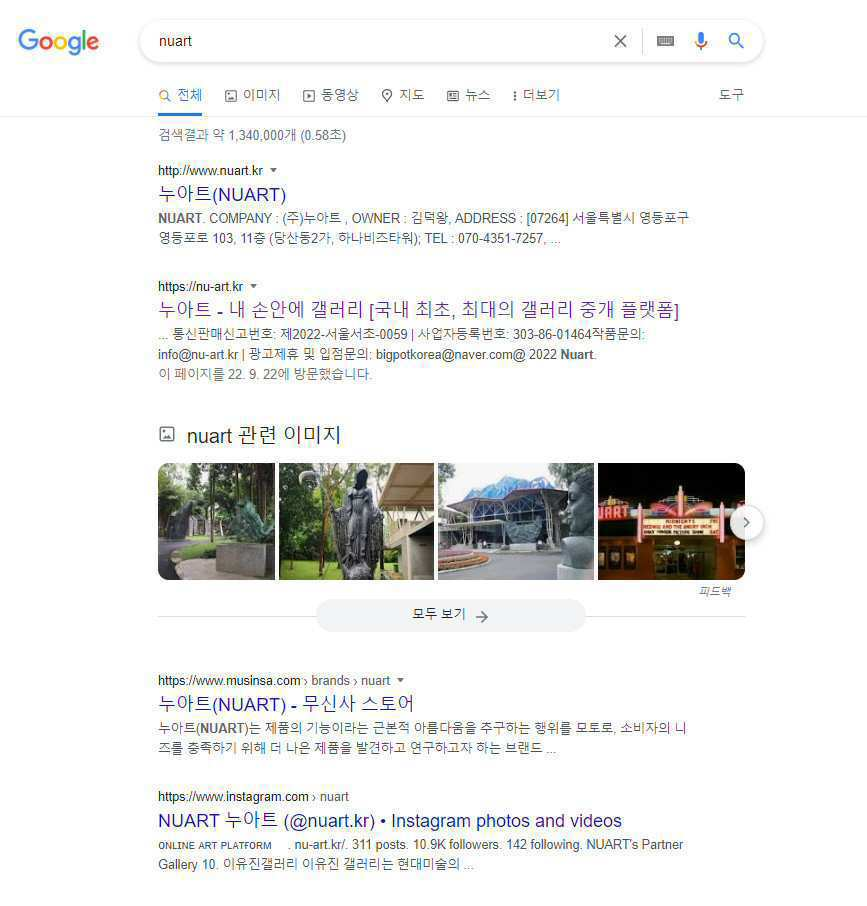 Google
nuart
전체 이미지 동영상 지도 뉴스 더보기 도구
검색결과 약 1,340,000개 (0.58초)
http://www.nuart.kr
누아트(NUART)
NUART. COMPANY : (주)누아트 , OWNER : 김덕왕, ADDRESS : [07264] 서울특별시 영등포구
영등포로 103, 11층 (당산동2가, 하나비즈타워); TEL : 070-4351-7257, ...
https://nu-art.kr
누아트 - 내 손안에 갤러리 [국내 최초, 최대의 갤러리 중개 플랫폼]
... 통신판매신고번호: 제2022-서울서초-0059 | 사업자등록번호: 303-86-01464작품문의:
info@nu-art.kr | 광고제휴 및 입점문의: bigpotkorea@naver.com@ 2022 Nuart.
이 페이지를 22. 9. 22에 방문했습니다.
nuart 관련 이미지
UART
MIDNIGHTS
피드백
모두 보기
https://www.musinsa.com › brands › nuart
누아트(NUART) - 무신사 스토어
누아트(NUART)는 제품의 기능이라는 근본적 아름다움을 추구하는 행위를 모토로, 소비자의 니
즈를 충족하기 위해 더 나은 제품을 발견하고 연구하고자 하는 브랜드 ...
https://www.instagram.com › nuart
NUART 누아트 (@nuart.kr) • Instagram photos and videos
ONLINE ART PLATFORM . nu-art.kr/. 311 posts. 10.9K followers. 142 following. NUART's Partner
Gallery 10. 이유진갤러리 이유진 갤러리는 현대미술의 ...